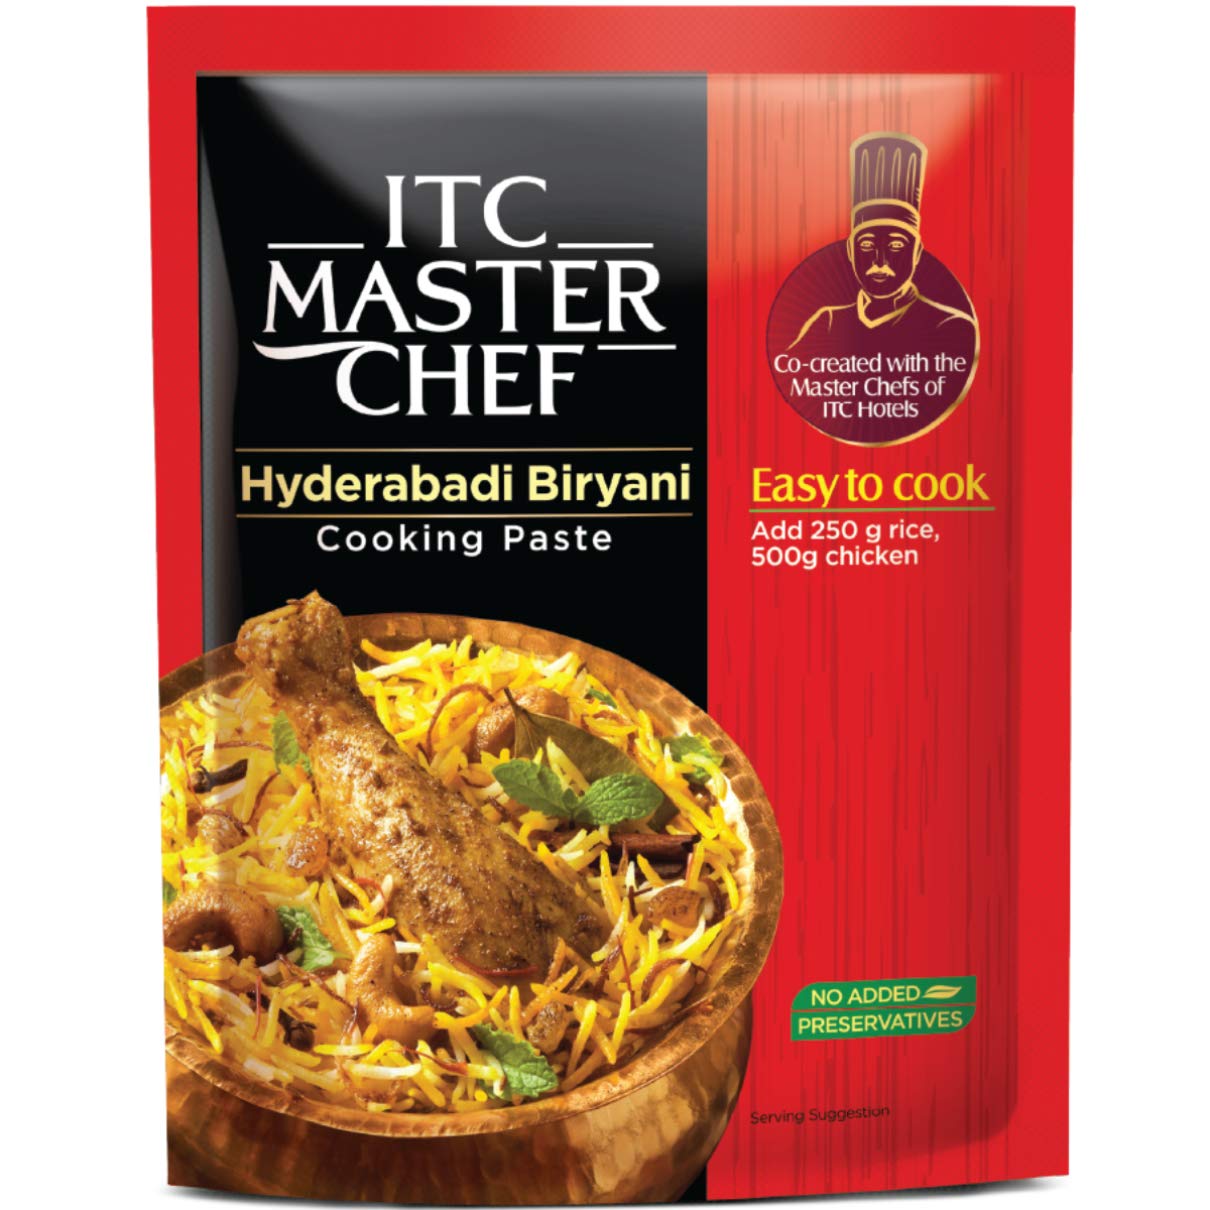 ITC
MASTER
CHEF
Hyderabadi Biryani
Cooking Paste
Co-created with the
Master Chefs of
ITC Hotels
Easy to cook
Add 250 g rice,
500g chicken
NO ADDED
PRESERVATIVES
Serving Suggestion